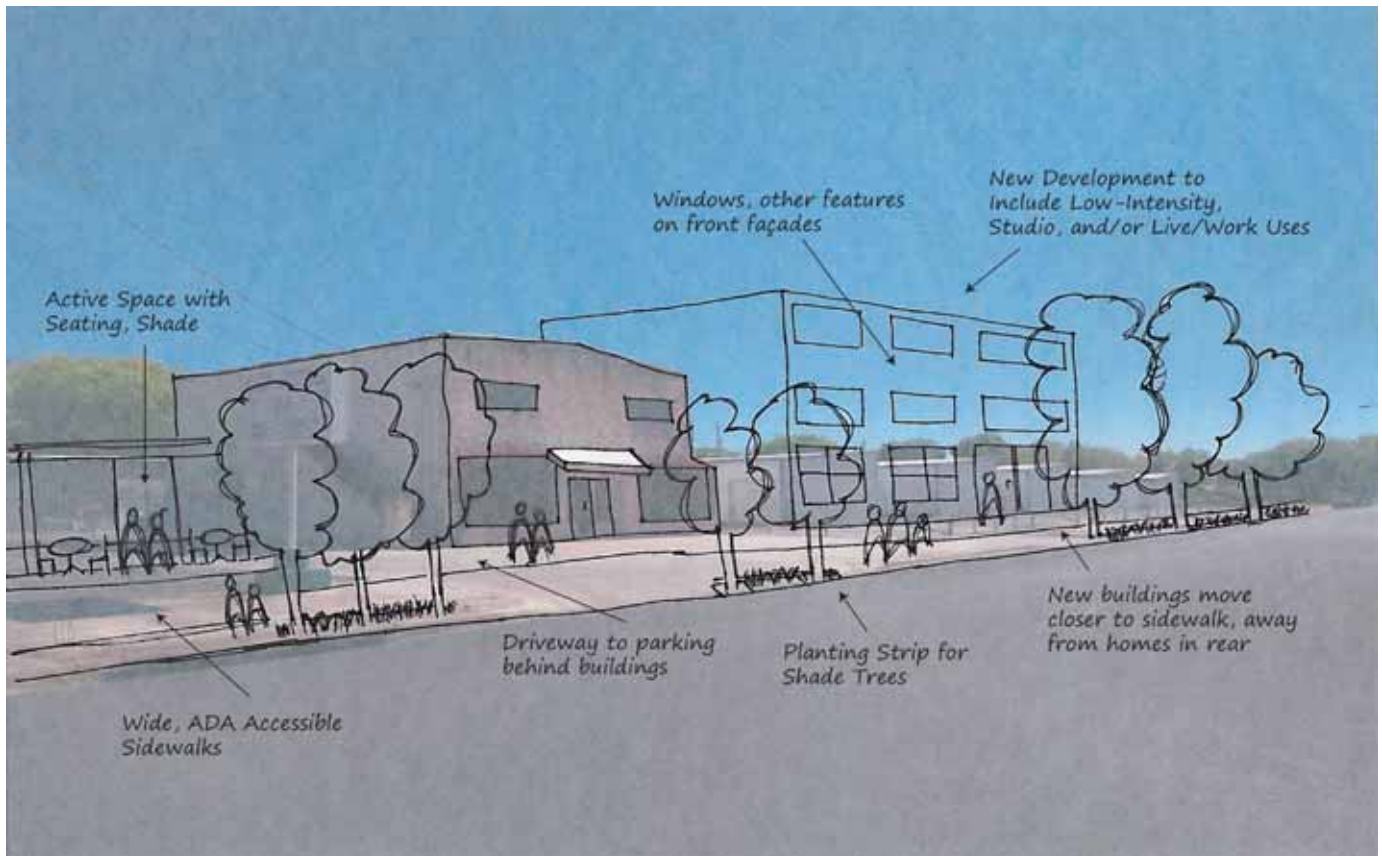 New Development to
Include Low-Intensity,
Studio, and/or Live/Work Uses
Windows, other features
on front façades
Active Space with
Seating, Shade
Driveway to parking
behind buildings
Planting Strip for
Shade Trees
New buildings move
closer to sidewalk, away
from homes in rear
Wide, ADA Accessible
Sidewalks